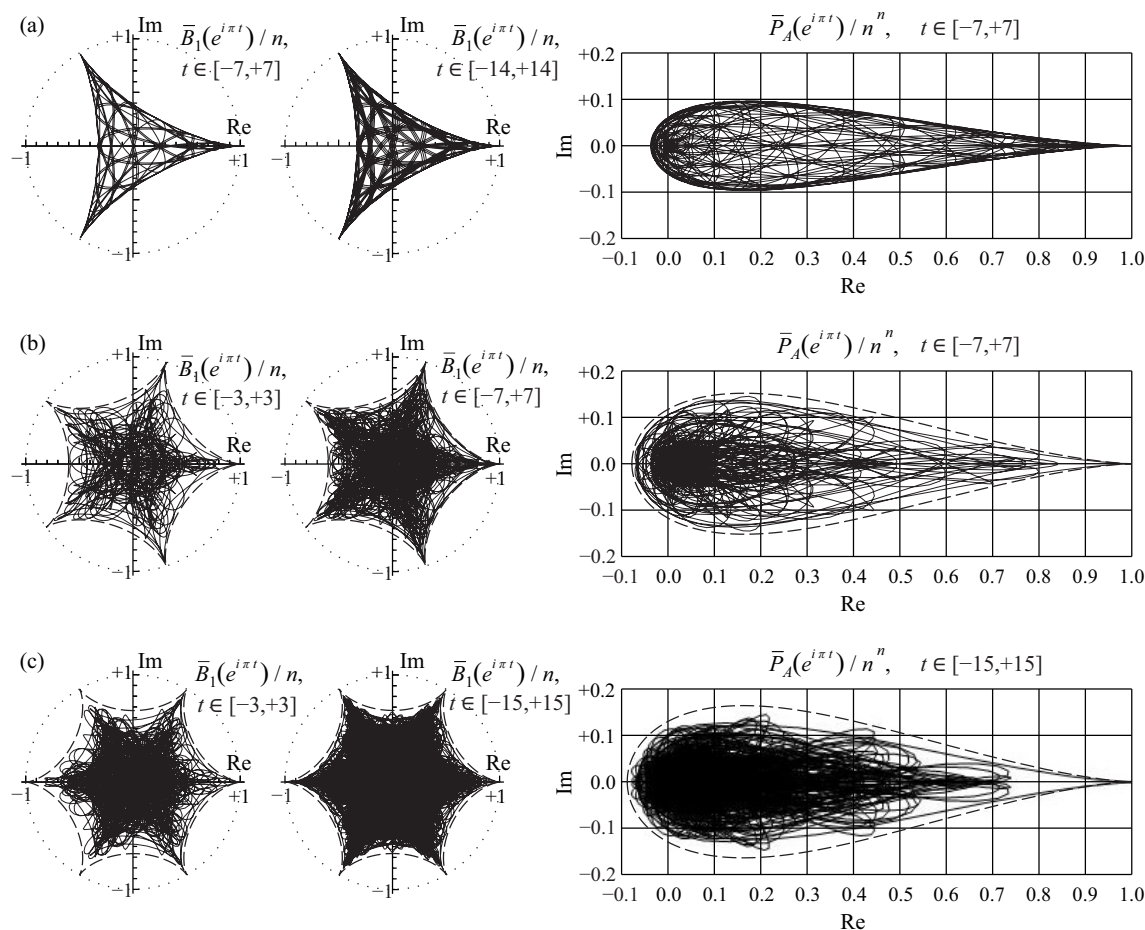 (a)
Im
+1
B̄₁(e^{iπt}) / n,
t ∈ [−7,+7]
Re
−1
+1
−1
Im
+1
B̄₁(e^{iπt}) / n,
t ∈ [−14,+14]
Re
−1
+1
−1
P̄_A(e^{iπt}) / nⁿ, t ∈ [−7,+7]
+0.2
+0.1
Im
0.0
−0.1
−0.2
−0.1 0.0 0.1 0.2 0.3 0.4 0.5 0.6 0.7 0.8 0.9 1.0
Re
(b)
Im
+1
B̄₁(e^{iπt}) / n,
t ∈ [−3,+3]
Re
−1
+1
−1
Im
+1
B̄₁(e^{iπt}) / n,
t ∈ [−7,+7]
Re
−1
+1
−1
P̄_A(e^{iπt}) / nⁿ, t ∈ [−7,+7]
+0.2
+0.1
Im
0.0
−0.1
−0.2
−0.1 0.0 0.1 0.2 0.3 0.4 0.5 0.6 0.7 0.8 0.9 1.0
Re
(c)
Im
+1
B̄₁(e^{iπt}) / n,
t ∈ [−3,+3]
Re
−1
+1
−1
Im
+1
B̄₁(e^{iπt}) / n,
t ∈ [−15,+15]
Re
−1
+1
−1
P̄_A(e^{iπt}) / nⁿ, t ∈ [−15,+15]
+0.2
+0.1
Im
0.0
−0.1
−0.2
−0.1 0.0 0.1 0.2 0.3 0.4 0.5 0.6 0.7 0.8 0.9 1.0
Re